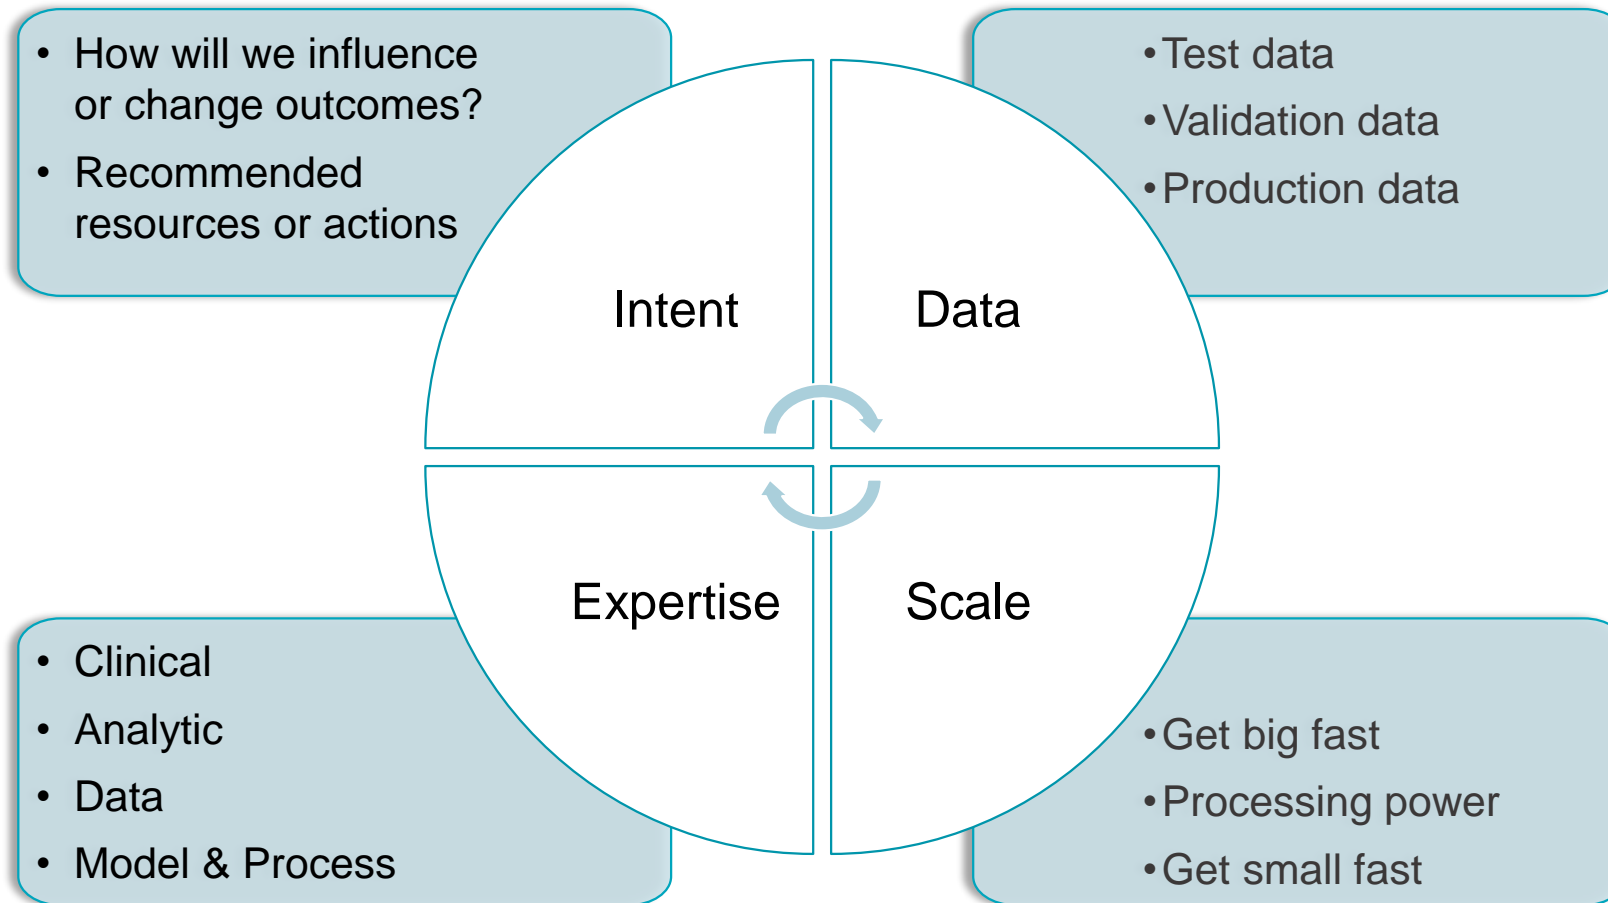 • How will we influence
or change outcomes?
• Recommended
resources or actions
•Test data
•Validation data
•Production data
Intent
Data
Expertise
Scale
• Clinical
• Analytic
• Data
• Model & Process
•Get big fast
•Processing power
•Get small fast